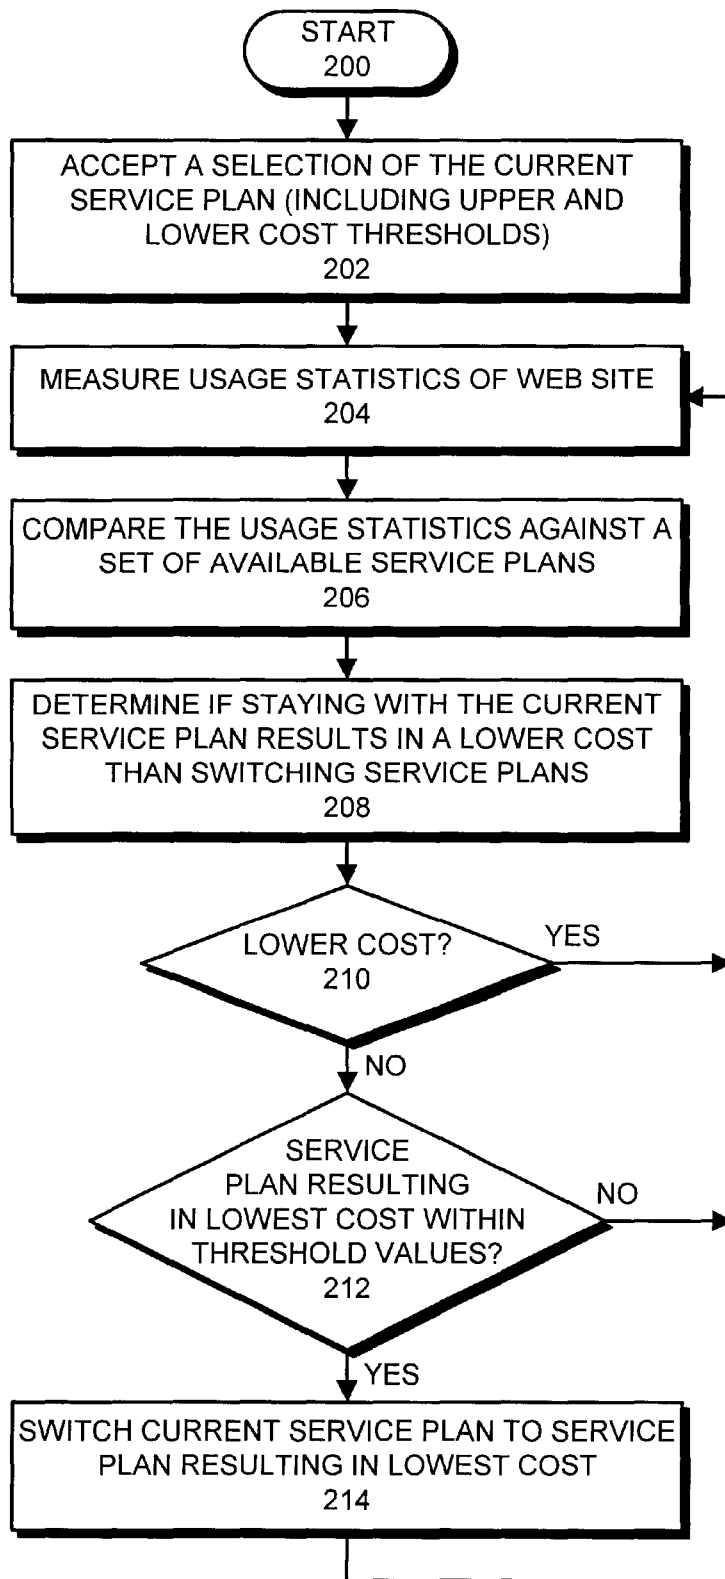 START
200
ACCEPT A SELECTION OF THE CURRENT
SERVICE PLAN (INCLUDING UPPER AND
LOWER COST THRESHOLDS)
202
MEASURE USAGE STATISTICS OF WEB SITE
204
COMPARE THE USAGE STATISTICS AGAINST A
SET OF AVAILABLE SERVICE PLANS
206
DETERMINE IF STAYING WITH THE CURRENT
SERVICE PLAN RESULTS IN A LOWER COST
THAN SWITCHING SERVICE PLANS
208
LOWER COST?
210
YES
NO
SERVICE
PLAN RESULTING
IN LOWEST COST WITHIN
THRESHOLD VALUES?
212
NO
YES
SWITCH CURRENT SERVICE PLAN TO SERVICE
PLAN RESULTING IN LOWEST COST
214